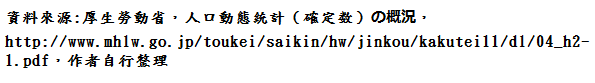 資料來源:厚生勞動省，人口動態統計（確定数）の概況，
http://www.mhlw.go.jp/toukei/saikin/hw/jinkou/kakutei11/dl/04_h2-
1.pdf，作者自行整理